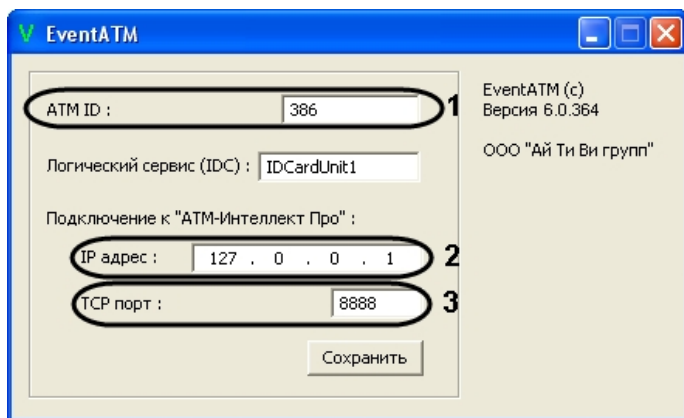 EventATM
ATM ID : 386 1
EventATM (c)
Версия 6.0.364
ООО "Ай Ти Ви групп"
Логический сервис (IDC) : IDCardUnit1
Подключение к "ATM-Интеллект Про" :
IP адрес : 127 . 0 . 0 . 1 2
TCP порт : 8888 3
Сохранить